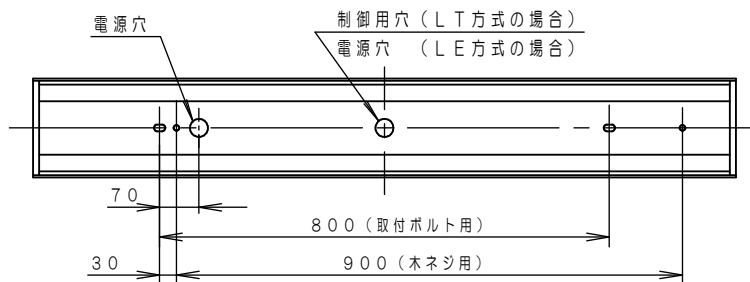 電源穴
制御用穴（ＬＴ方式の場合）
電源穴　（ＬＥ方式の場合）
７０
８００（取付ボルト用）
３０
９００（木ネジ用）